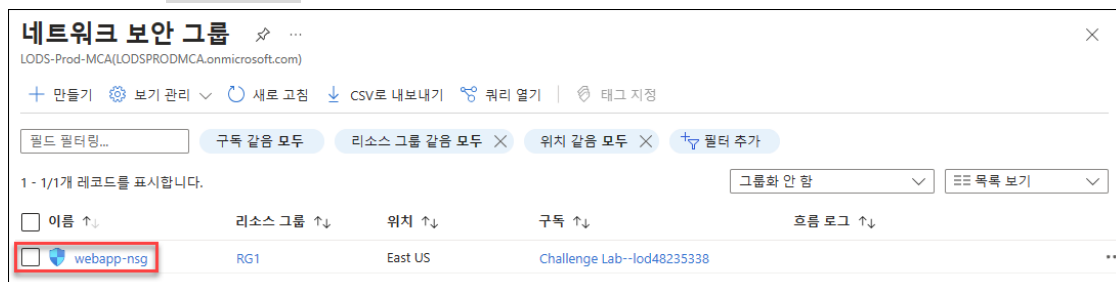 네트워크 보안 그룹 ...
LODS-Prod-MCA(LODSPRODMCA.onmicrosoft.com)
만들기 보기 관리 새로 고침 CSV로 내보내기 쿼리 열기 태그 지정
필드 필터링... 구독 같음 모두 리소스 그룹 같음 모두 위치 같음 모두 필터 추가
1 - 1/1개 레코드를 표시합니다. 그룹화 안 함 목록 보기
이름 ↑↓ 리소스 그룹 ↑↓ 위치 ↑↓ 구독 ↑↓ 흐름 로그 ↑↓
webapp-nsg RG1 East US Challenge Lab--lod48235338